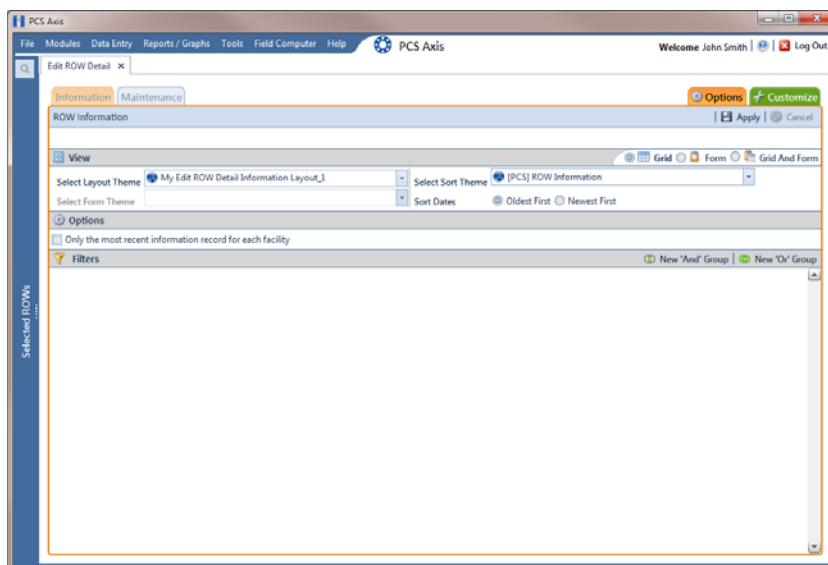 PCS Axis
File Modules Data Entry Reports / Graphs Tools Field Computer Help PCS Axis Welcome John Smith Log Out
Edit ROW Detail
Information Maintenance Options Customize
ROW Information Apply Cancel
View Grid Form Grid And Form
Select Layout Theme My Edit ROW Detail Information Layout_1 Select Sort Theme [PCS] ROW Information
Select Form Theme Sort Dates Oldest First Newest First
Options
Only the most recent information record for each facility
Filters New 'And' Group New 'Or' Group
Selected ROWs